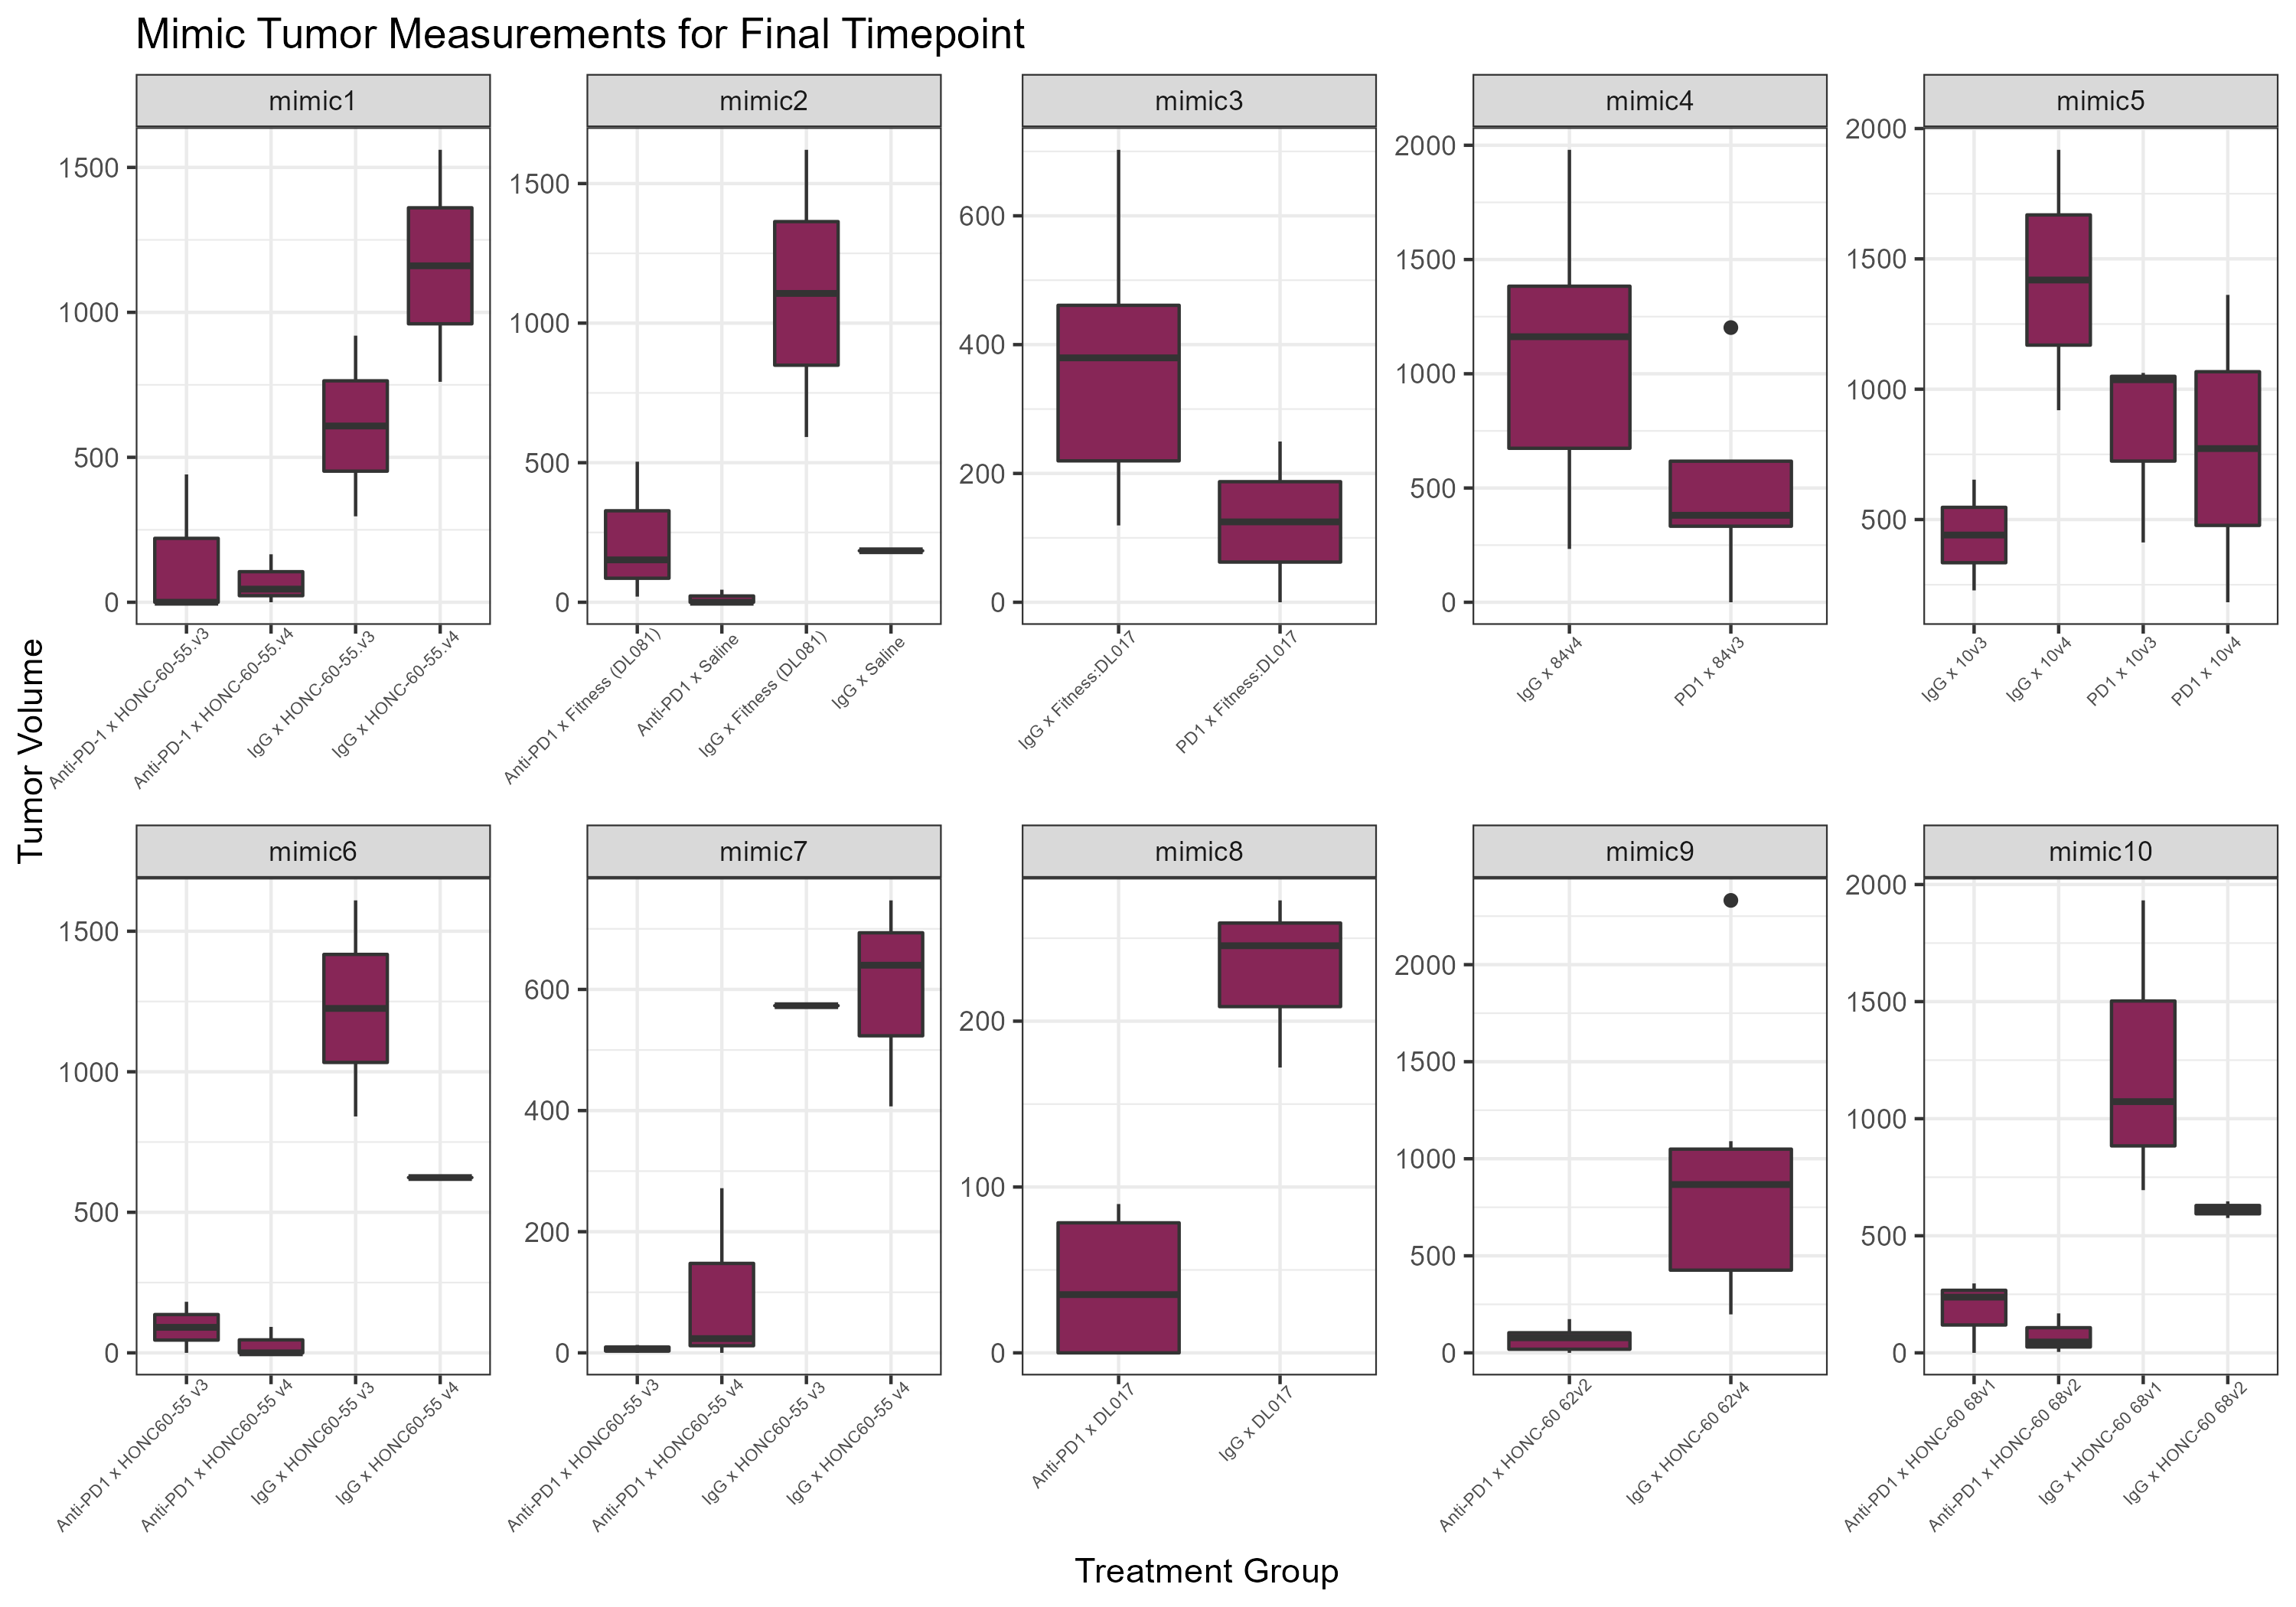 Mimic Tumor Measurements for Final Timepoint
mimic1
mimic2
mimic3
mimic4
mimic5
1500
1000
500
0
1500
1000
500
0
600
400
200
0
2000
1500
1000
500
0
2000
1500
1000
500
Anti-PD-1 x HONC-60-55.v3
Anti-PD-1 x HONC-60-55.v4
IgG x HONC-60-55.v3
IgG x HONC-60-55.v4
Anti-PD1 x Fitness (DL081)
Anti-PD1 x Saline
IgG x Fitness (DL081)
IgG x Saline
IgG x Fitness:DL017
PD1 x Fitness:DL017
IgG x 84v4
PD1 x 84v3
IgG x 10v3
IgG x 10v4
PD1 x 10v3
PD1 x 10v4
Tumor Volume
mimic6
mimic7
mimic8
mimic9
mimic10
1500
1000
500
0
600
400
200
0
200
100
0
2000
1500
1000
500
0
2000
1500
1000
500
0
Anti-PD1 x HONC60-55 v3
Anti-PD1 x HONC60-55 v4
IgG x HONC60-55 v3
IgG x HONC60-55 v4
Anti-PD1 x HONC60-55 v3
Anti-PD1 x HONC60-55 v4
IgG x HONC60-55 v3
IgG x HONC60-55 v4
Anti-PD1 x DL017
IgG x DL017
Anti-PD1 x HONC-60 62v2
IgG x HONC-60 62v4
Anti-PD1 x HONC-60 68v1
Anti-PD1 x HONC-60 68v2
IgG x HONC-60 68v1
IgG x HONC-60 68v2
Treatment Group